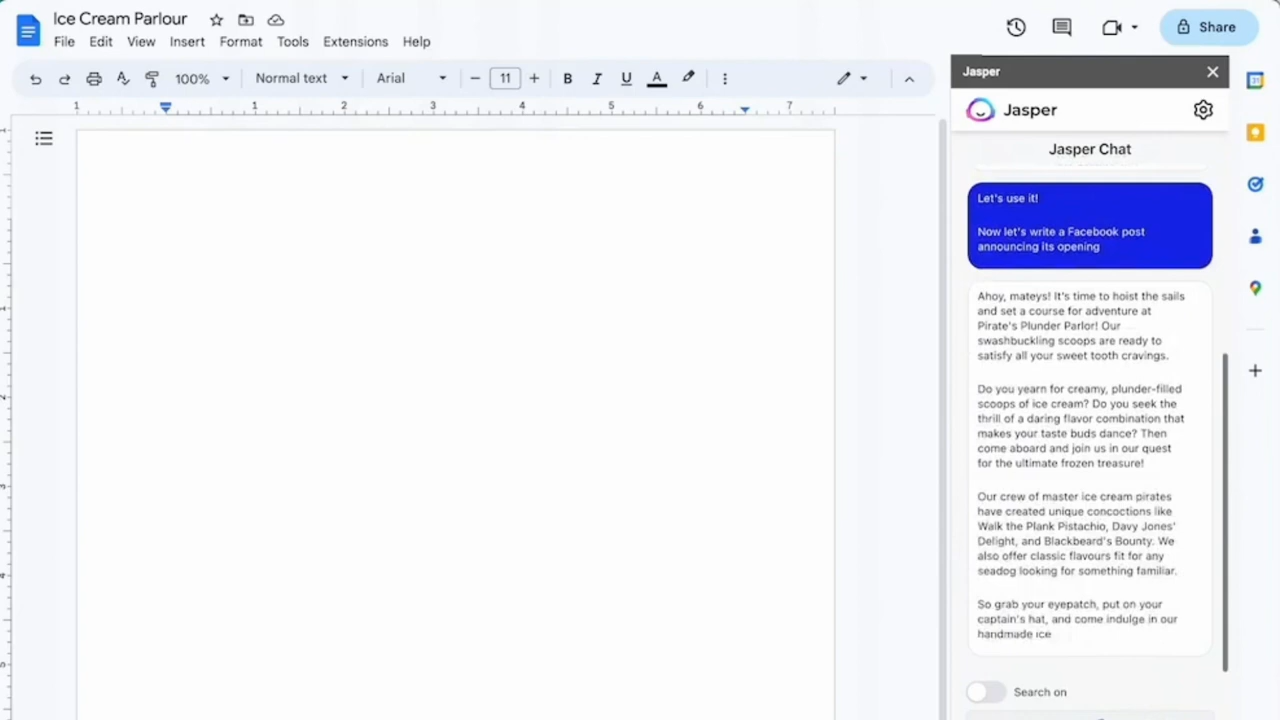 Ice Cream Parlour
File Edit View Insert Format Tools Extensions Help
Share
100% Normal text Arial 11 B I U A
1 1 2 3 4 5 6 7
Jasper
Jasper
Jasper Chat
Let's use it!
Now let's write a Facebook post
announcing its opening
Ahoy, mateys! It's time to hoist the sails
and set a course for adventure at
Pirate's Plunder Parlor! Our
swashbuckling scoops are ready to
satisfy all your sweet tooth cravings.
Do you yearn for creamy, plunder-filled
scoops of ice cream? Do you seek the
thrill of a daring flavor combination that
makes your taste buds dance? Then
come aboard and join us in our quest
for the ultimate frozen treasure!
Our crew of master ice cream pirates
have created unique concoctions like
Walk the Plank Pistachio, Davy Jones'
Delight, and Blackbeard's Bounty. We
also offer classic flavours fit for any
seadog looking for something familiar.
So grab your eyepatch, put on your
captain's hat, and come indulge in our
handmade ice
Search on